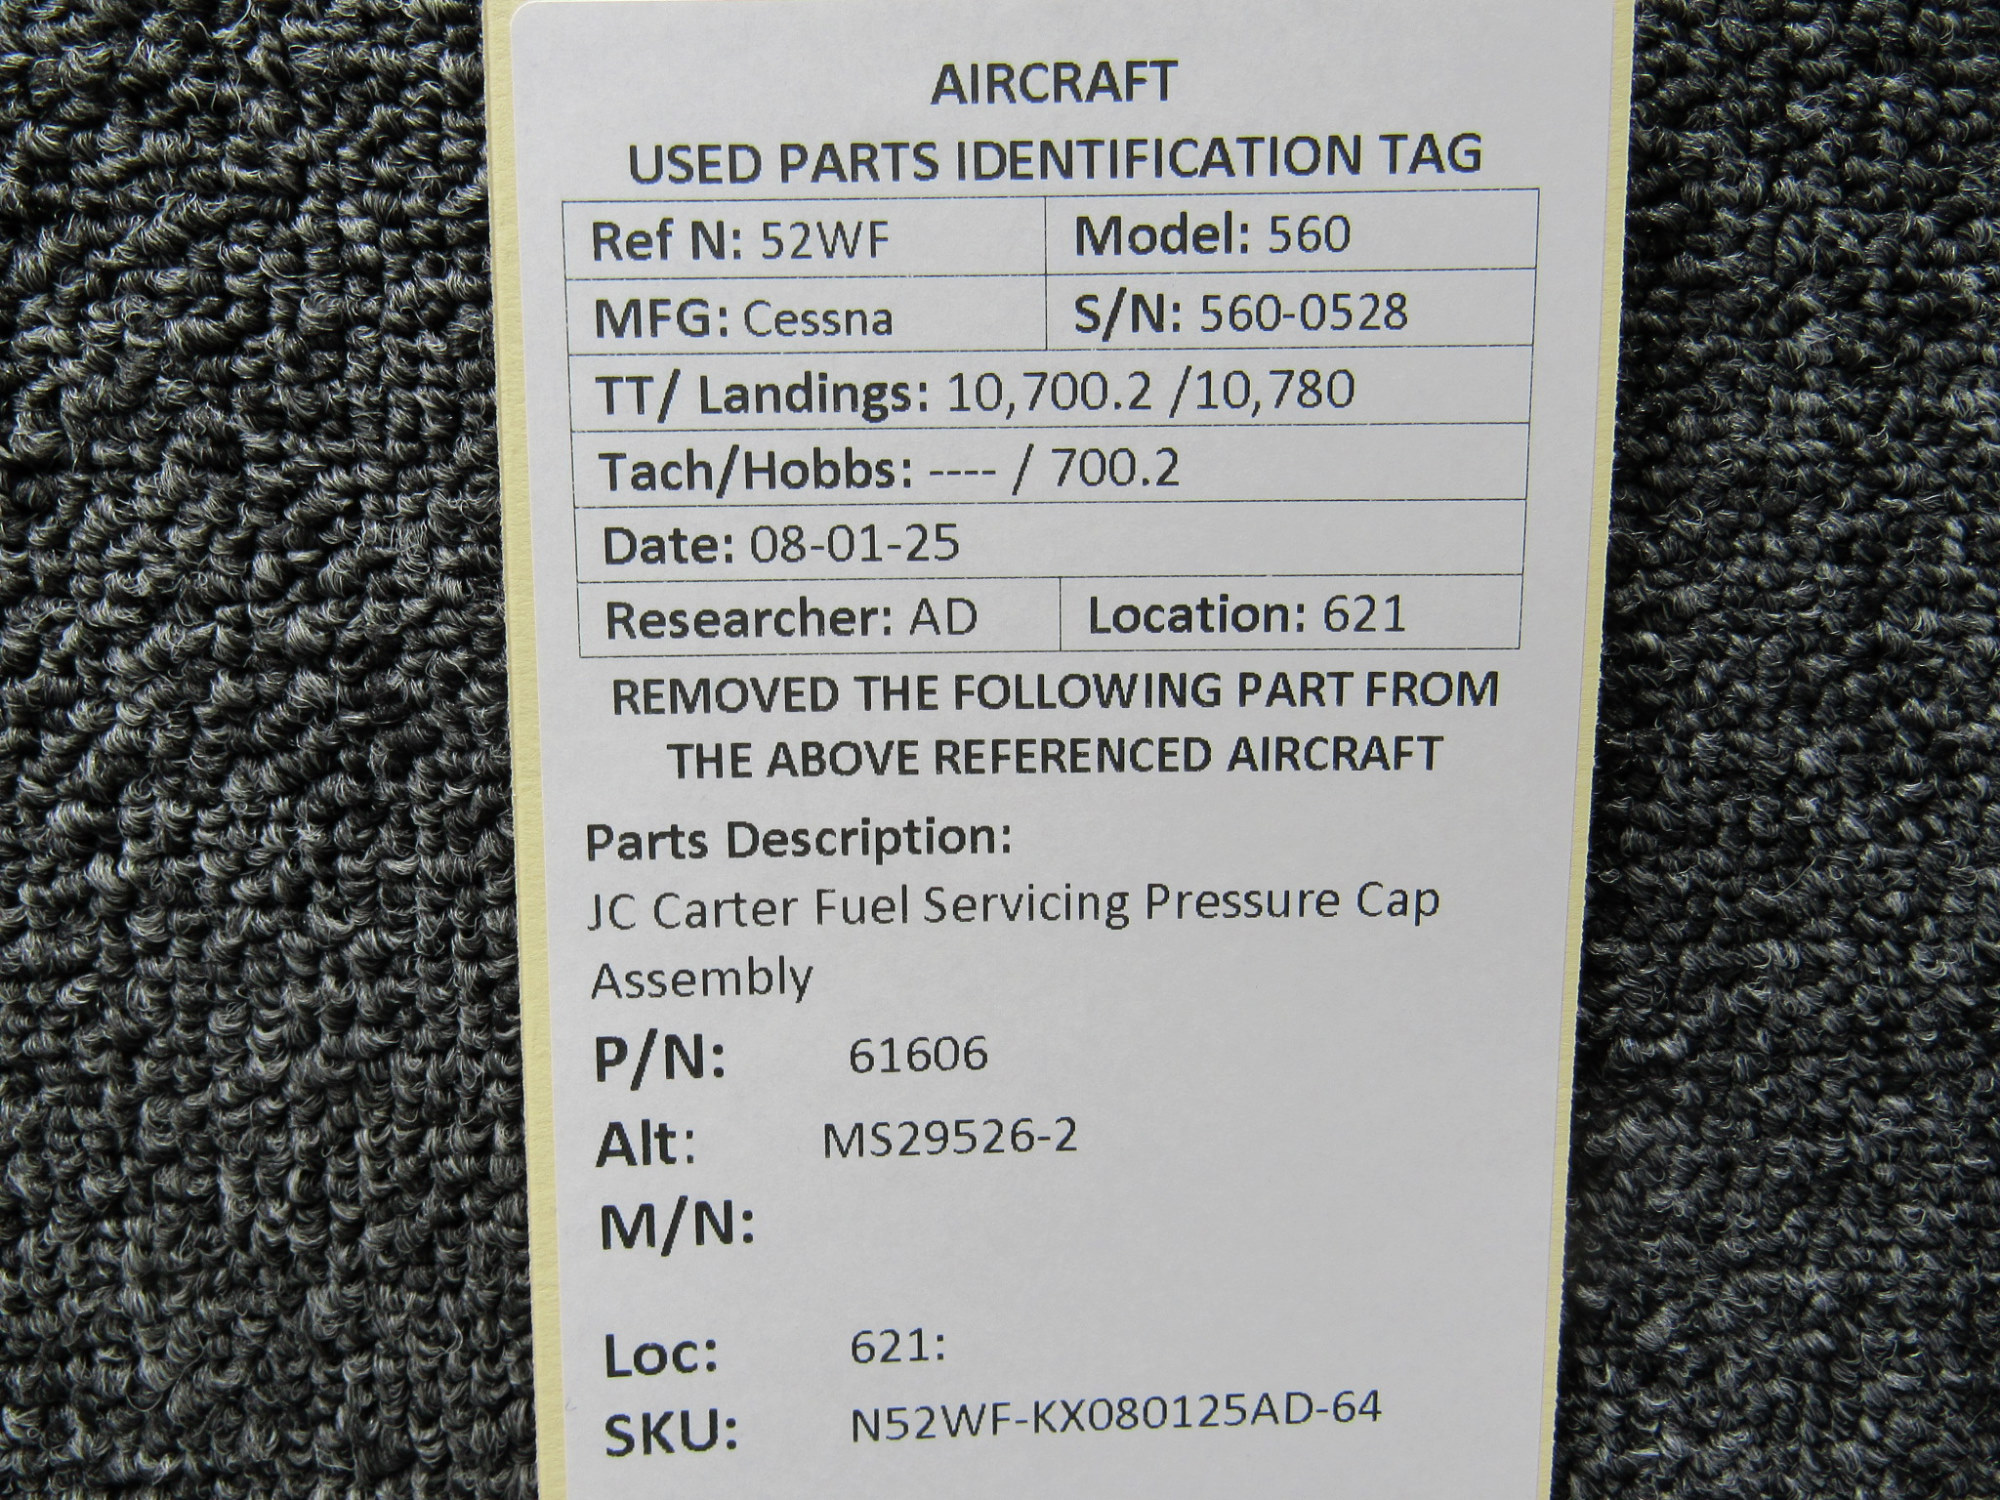 AIRCRAFT
USED PARTS IDENTIFICATION TAG
Ref N: 52WF Model: 560
MFG: Cessna S/N: 560-0528
TT/ Landings: 10,700.2 /10,780
Tach/Hobbs: ---- / 700.2
Date: 08-01-25
Researcher: AD Location: 621
REMOVED THE FOLLOWING PART FROM
THE ABOVE REFERENCED AIRCRAFT
Parts Description:
JC Carter Fuel Servicing Pressure Cap
Assembly
P/N: 61606
Alt: MS29526-2
M/N:
Loc: 621:
SKU: N52WF-KX080125AD-64